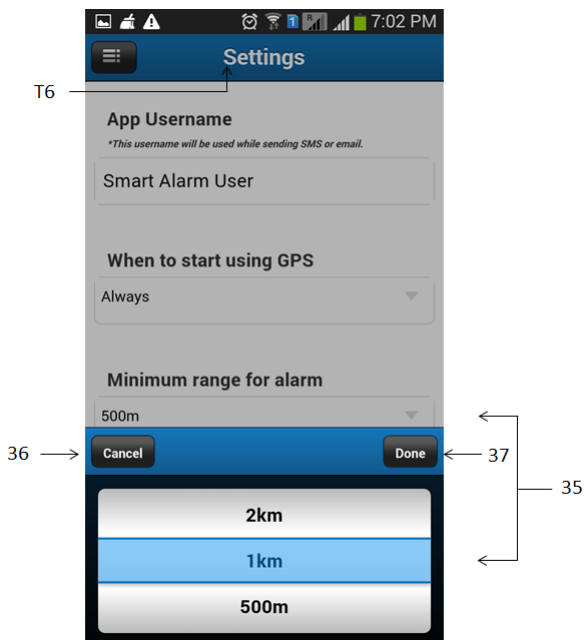 7:02 PM
Settings
T6
App Username
*This username will be used while sending SMS or email.
Smart Alarm User
When to start using GPS
Always
Minimum range for alarm
500m
36
Cancel
Done
37
35
2km
1km
500m